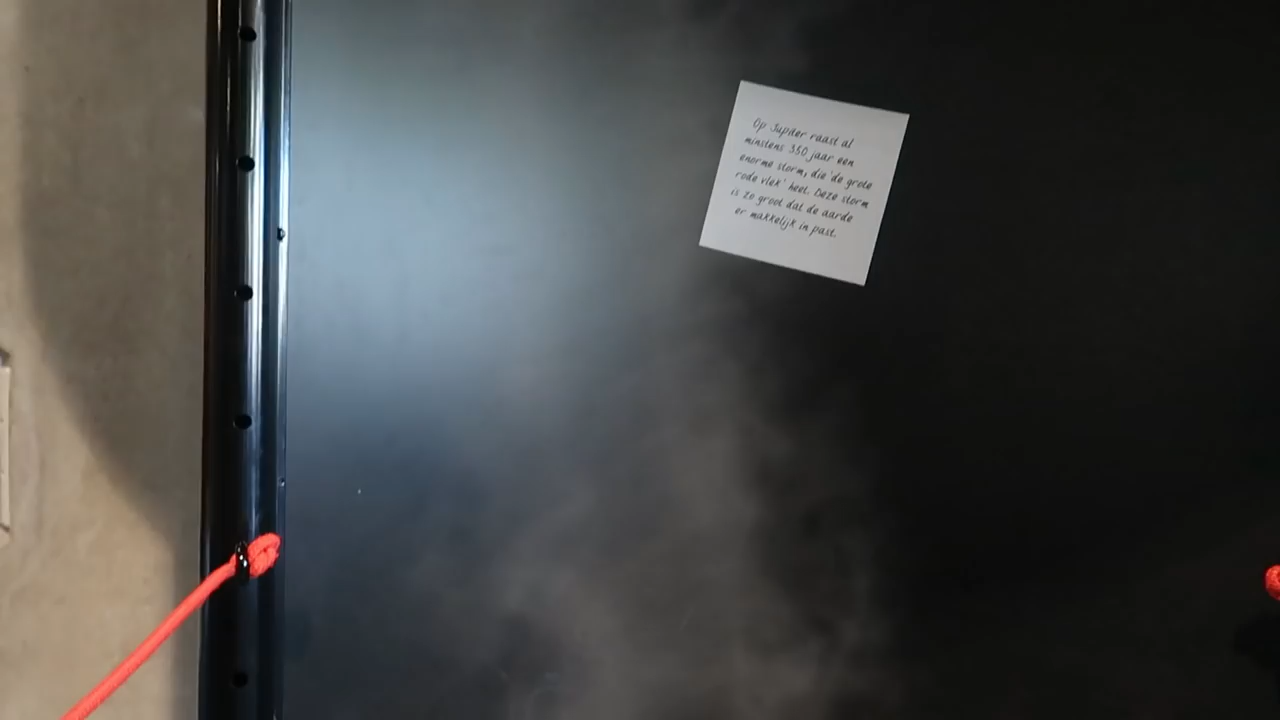 Op Jupiter raast al
minstens 350 jaar een
enorme storm, die 'de grote
rode vlek' heet. Deze storm
is zo groot dat de aarde
er makkelijk in past.